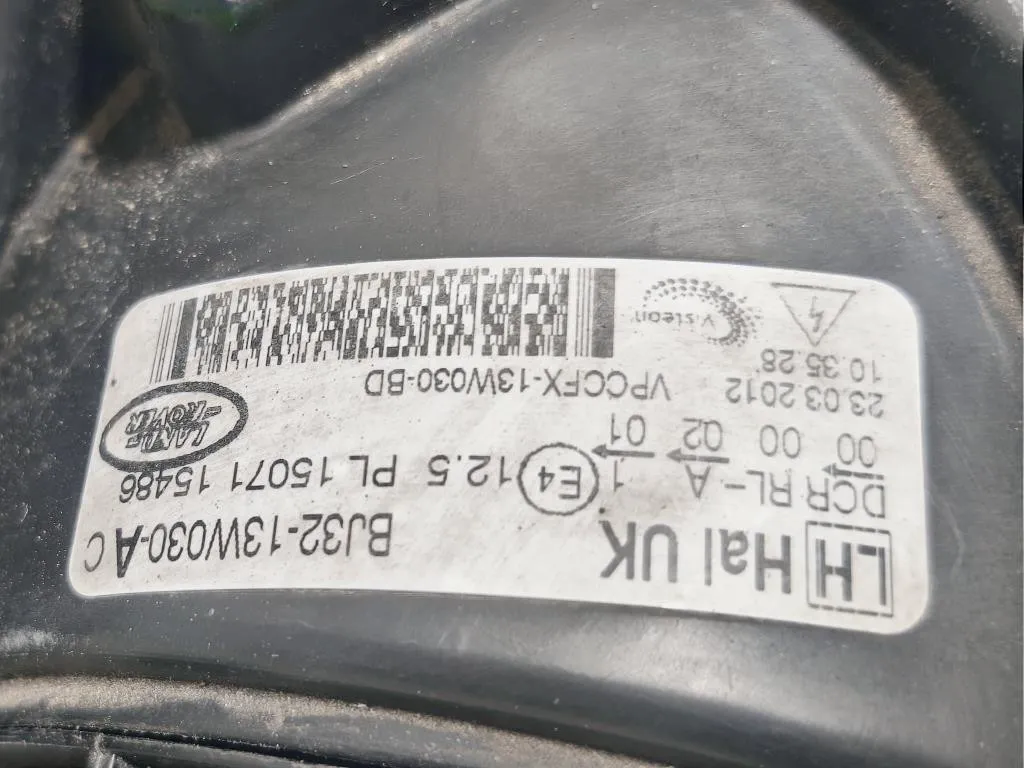 LH Hal UK
BJ32-13W030-A C
DCR RL-A 1 E4 12.5 PL 15071 15486
00 00 02 01
LAND-
-ROVER
23.03.2012 VPCCFX-13W030-BD
10:35:28
Visteon